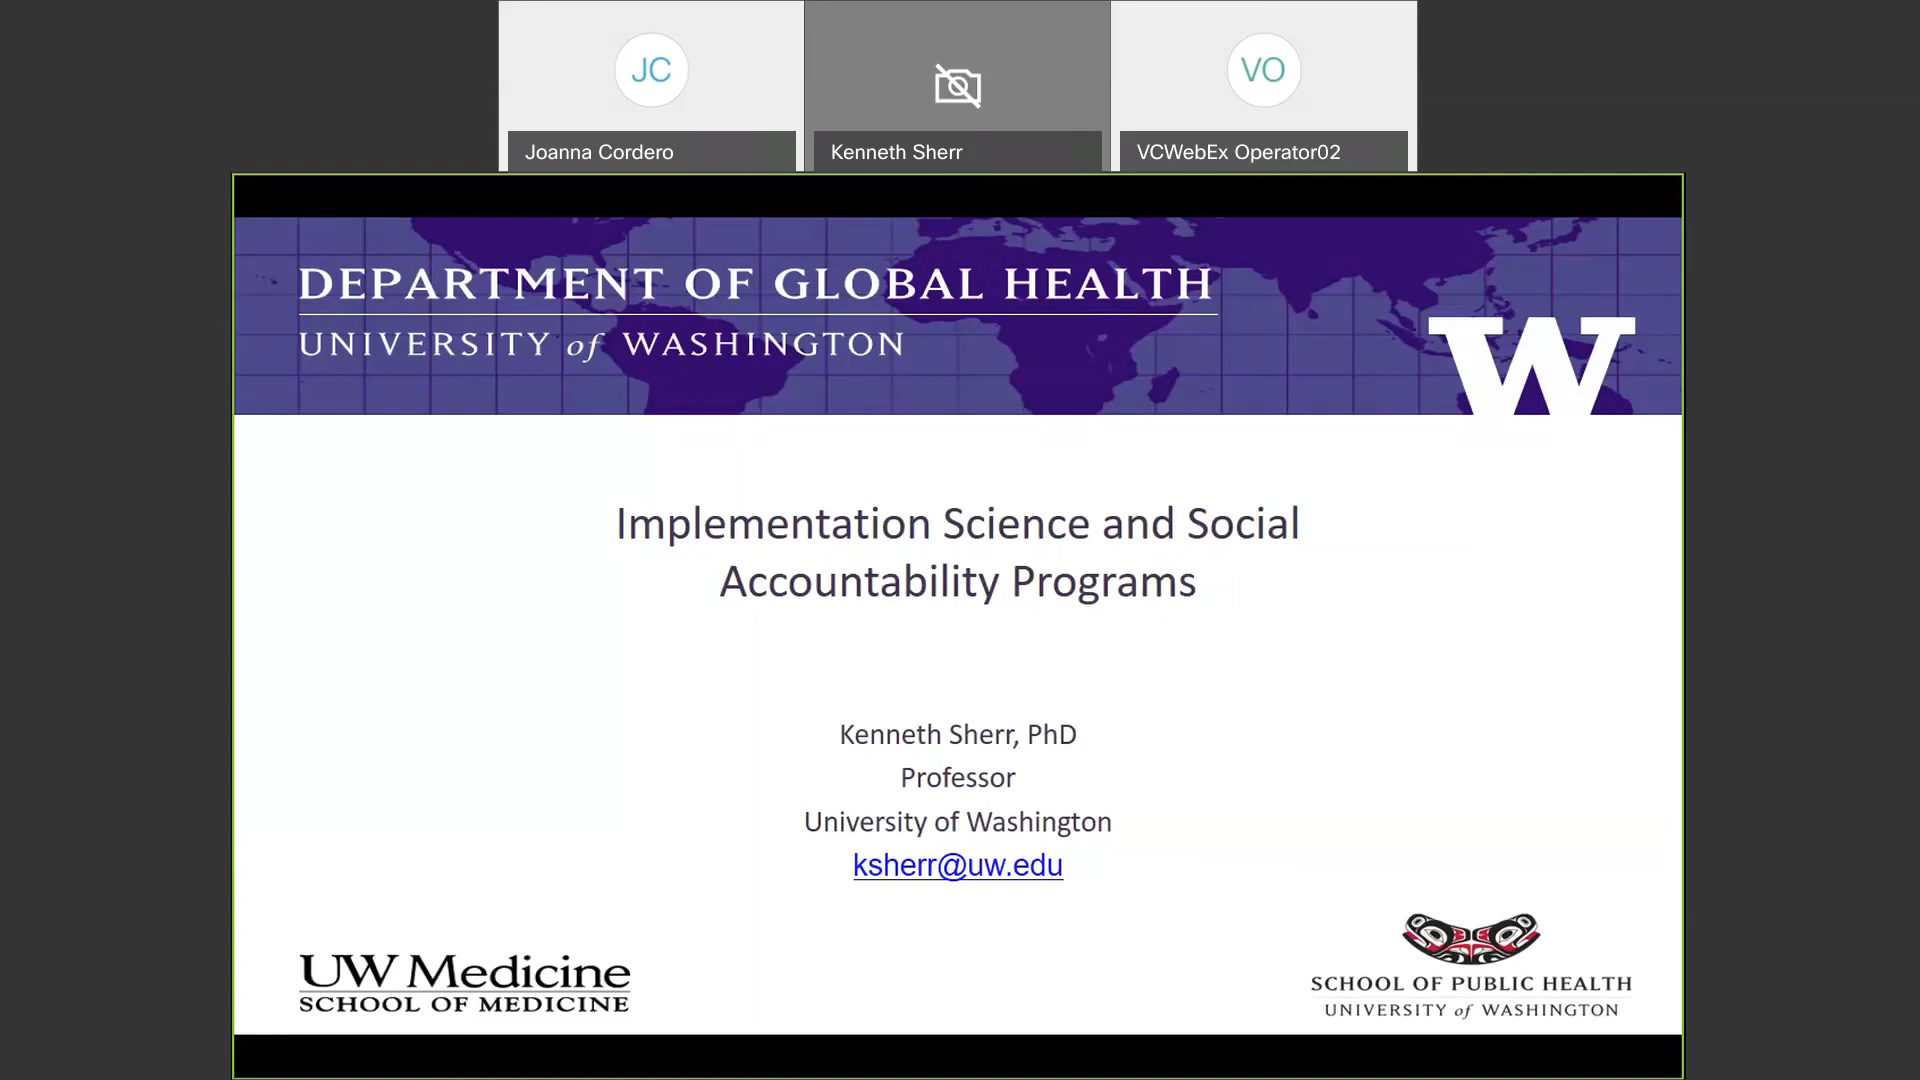 JC
VO
Joanna Cordero
Kenneth Sherr
VCWebEx Operator02
DEPARTMENT OF GLOBAL HEALTH
UNIVERSITY of WASHINGTON
W
Implementation Science and Social
Accountability Programs
Kenneth Sherr, PhD
Professor
University of Washington
ksherr@uw.edu
UW Medicine
SCHOOL OF MEDICINE
SCHOOL OF PUBLIC HEALTH
UNIVERSITY of WASHINGTON